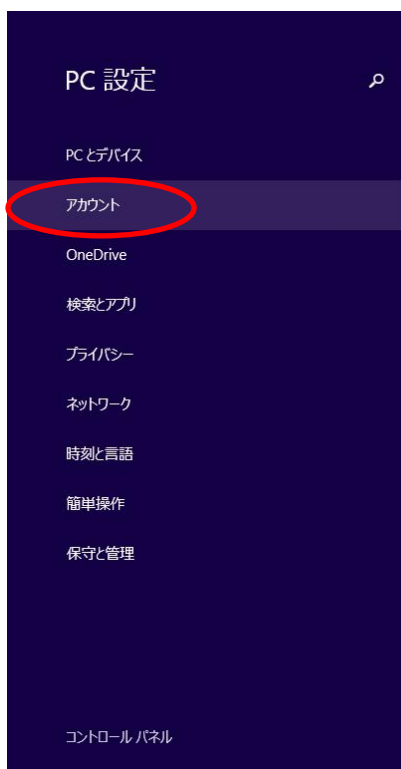 PC 設定
PC とデバイス
アカウント
OneDrive
検索とアプリ
プライバシー
ネットワーク
時刻と言語
簡単操作
保守と管理
コントロール パネル